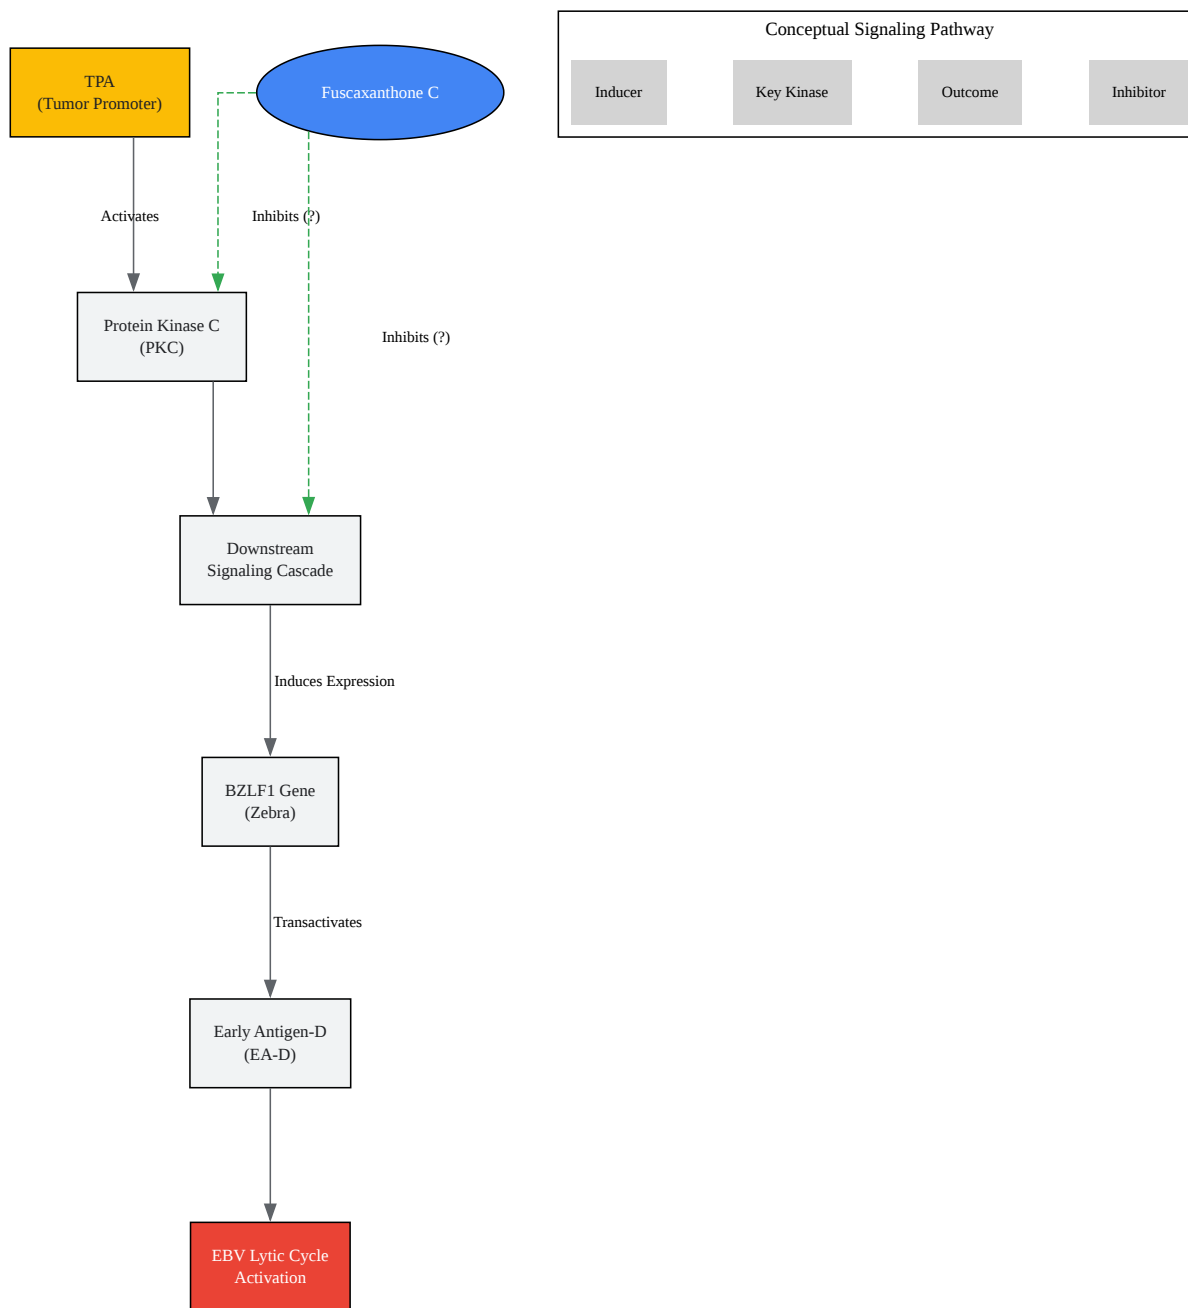 Conceptual Signaling Pathway
TPA
(Tumor Promoter)
Fuscaxanthone C
Inducer
Key Kinase
Outcome
Inhibitor
Activates
Inhibits (?)
Protein Kinase C
(PKC)
Inhibits (?)
Downstream
Signaling Cascade
Induces Expression
BZLF1 Gene
(Zebra)
Transactivates
Early Antigen-D
(EA-D)
EBV Lytic Cycle
Activation